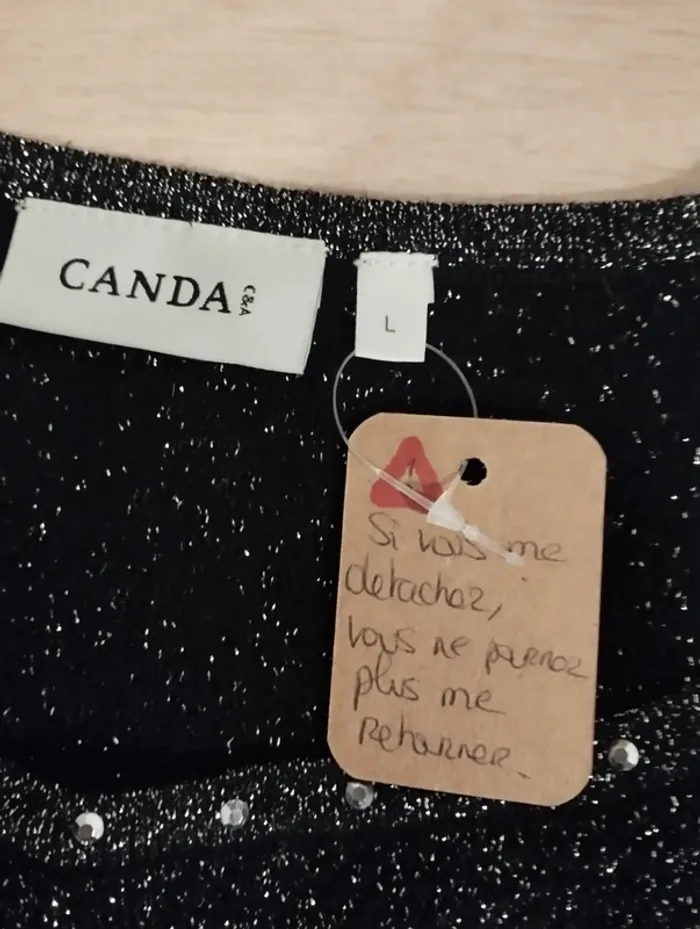 CANDA C&A
L
Si vous me
detachez,
vous ne pourrez
plus me
retourner.